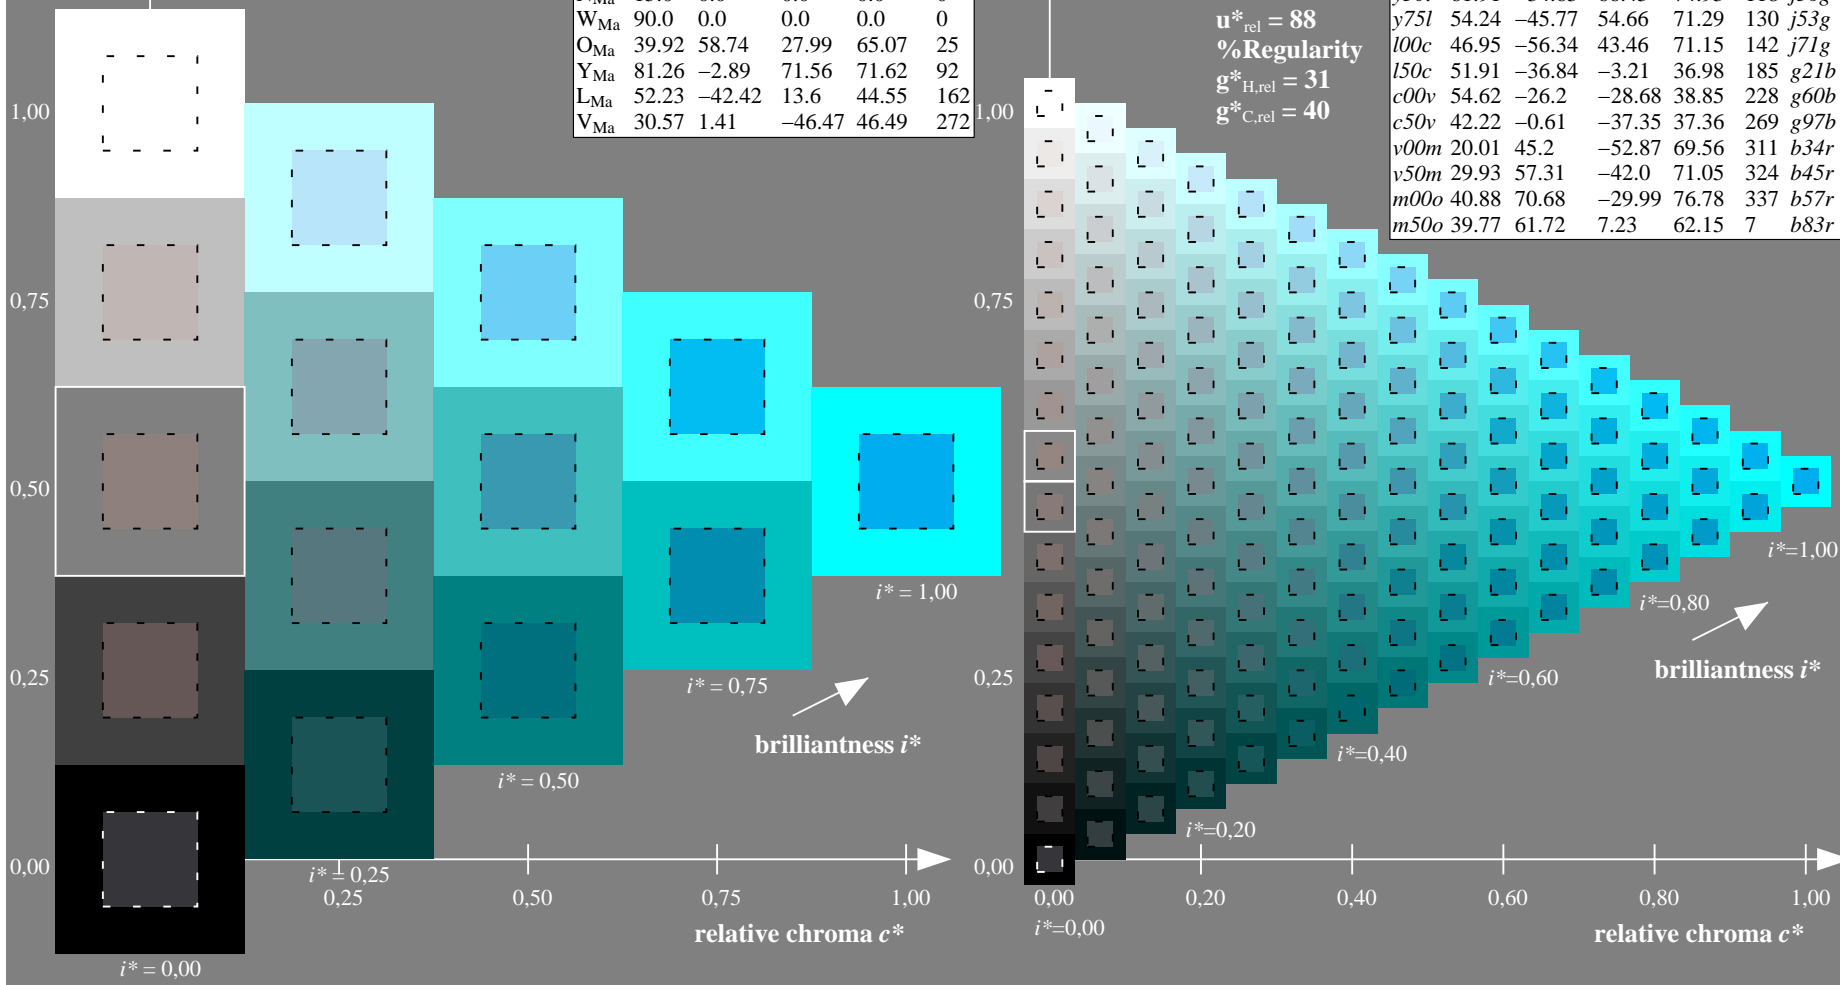 W_Ma 90.0 0.0 0.0 0.0 0
O_Ma 39.92 58.74 27.99 65.07 25
Y_Ma 81.26 −2.89 71.56 71.62 92
L_Ma 52.23 −42.42 13.6 44.55 162
V_Ma 30.57 1.41 −46.47 46.49 272
u*_rel = 88
%Regularity
g*_H,rel = 31
g*_C,rel = 40
y75l 54.24 −45.77 54.66 71.29 130 j53g
l00c 46.95 −56.34 43.46 71.15 142 j71g
l50c 51.91 −36.84 −3.21 36.98 185 g21b
c00v 54.62 −26.2 −28.68 38.85 228 g60b
c50v 42.22 −0.61 −37.35 37.36 269 g97b
v00m 20.01 45.2 −52.87 69.56 311 b34r
v50m 29.93 57.31 −42.0 71.05 324 b45r
m00o 40.88 70.68 −29.99 76.78 337 b57r
m50o 39.77 61.72 7.23 62.15 7 b83r
1,00
0,75
0,50
0,25
0,00
i* = 1,00
i* = 0,75
brilliantness i*
i* = 0,50
i* = 0,25
0,25 0,50 0,75 1,00
relative chroma c*
i* = 0,00
1,00
0,75
0,25
0,00
i*=1,00
i*=0,80
brilliantness i*
i*=0,60
i*=0,40
i*=0,20
0,00 0,20 0,40 0,60 0,80 1,00
i*=0,00
relative chroma c*